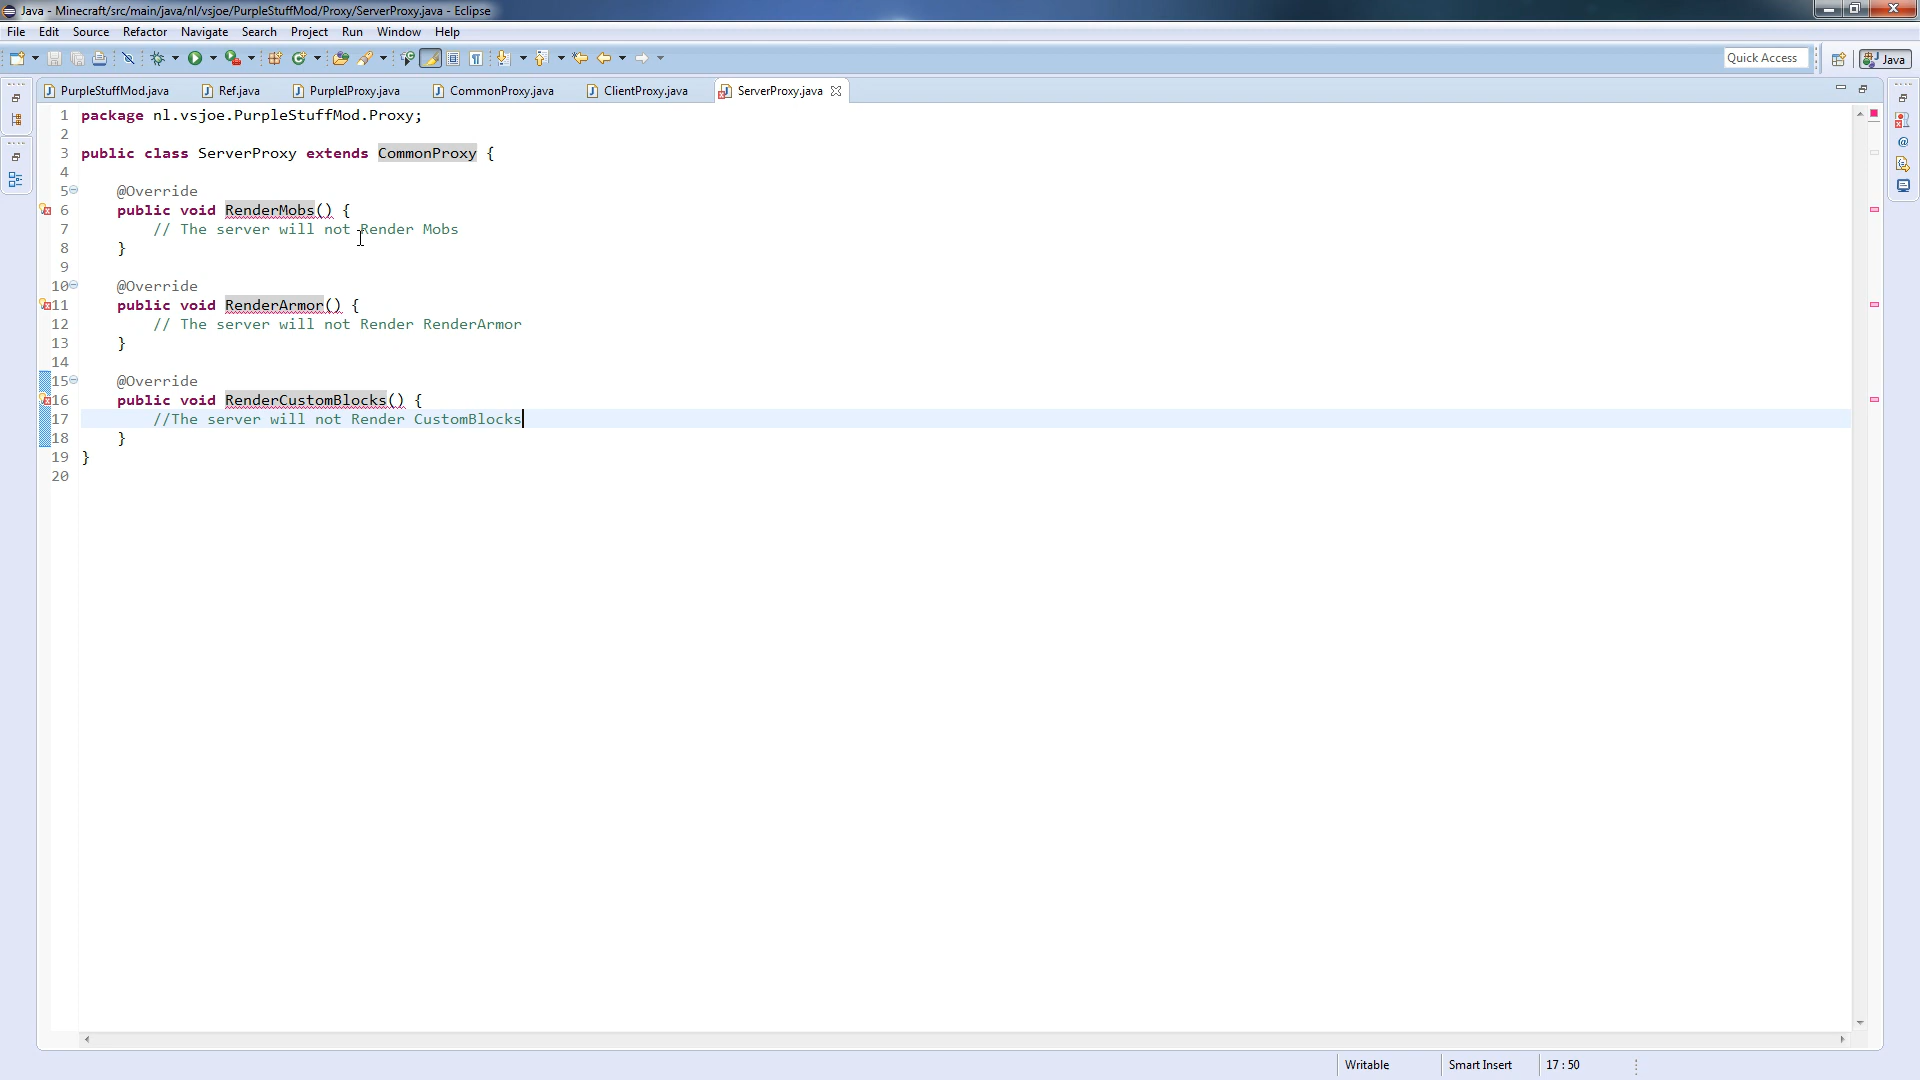 Java - Minecraft/src/main/java/nl/vsjoe/PurpleStuffMod/Proxy/ServerProxy.java - Eclipse
File Edit Source Refactor Navigate Search Project Run Window Help
Quick Access Java
PurpleStuffMod.java Ref.java PurpleIProxy.java CommonProxy.java ClientProxy.java ServerProxy.java
1 package nl.vsjoe.PurpleStuffMod.Proxy;
2
3 public class ServerProxy extends CommonProxy {
4
5 @Override
6 public void RenderMobs() {
7 // The server will not Render Mobs
8 }
9
10 @Override
11 public void RenderArmor() {
12 // The server will not Render RenderArmor
13 }
14
15 @Override
16 public void RenderCustomBlocks() {
17 //The server will not Render CustomBlocks
18 }
19 }
20
Writable Smart Insert 17 : 50